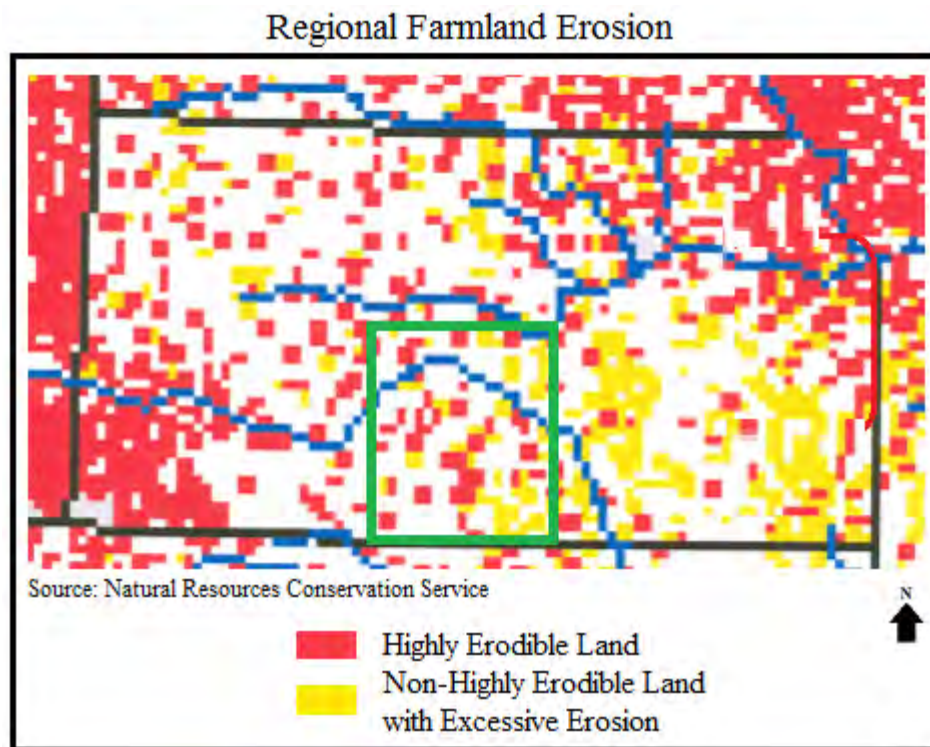 Regional Farmland Erosion
Source: Natural Resources Conservation Service
N
Highly Erodible Land
Non-Highly Erodible Land
with Excessive Erosion